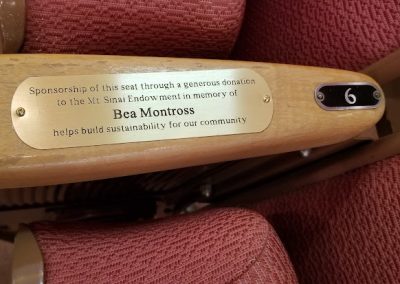 Sponsorship of this seat through a generous donation
to the Mt Sinai Endowment in memory of
Bea Montross
helps build sustainability for our community
6